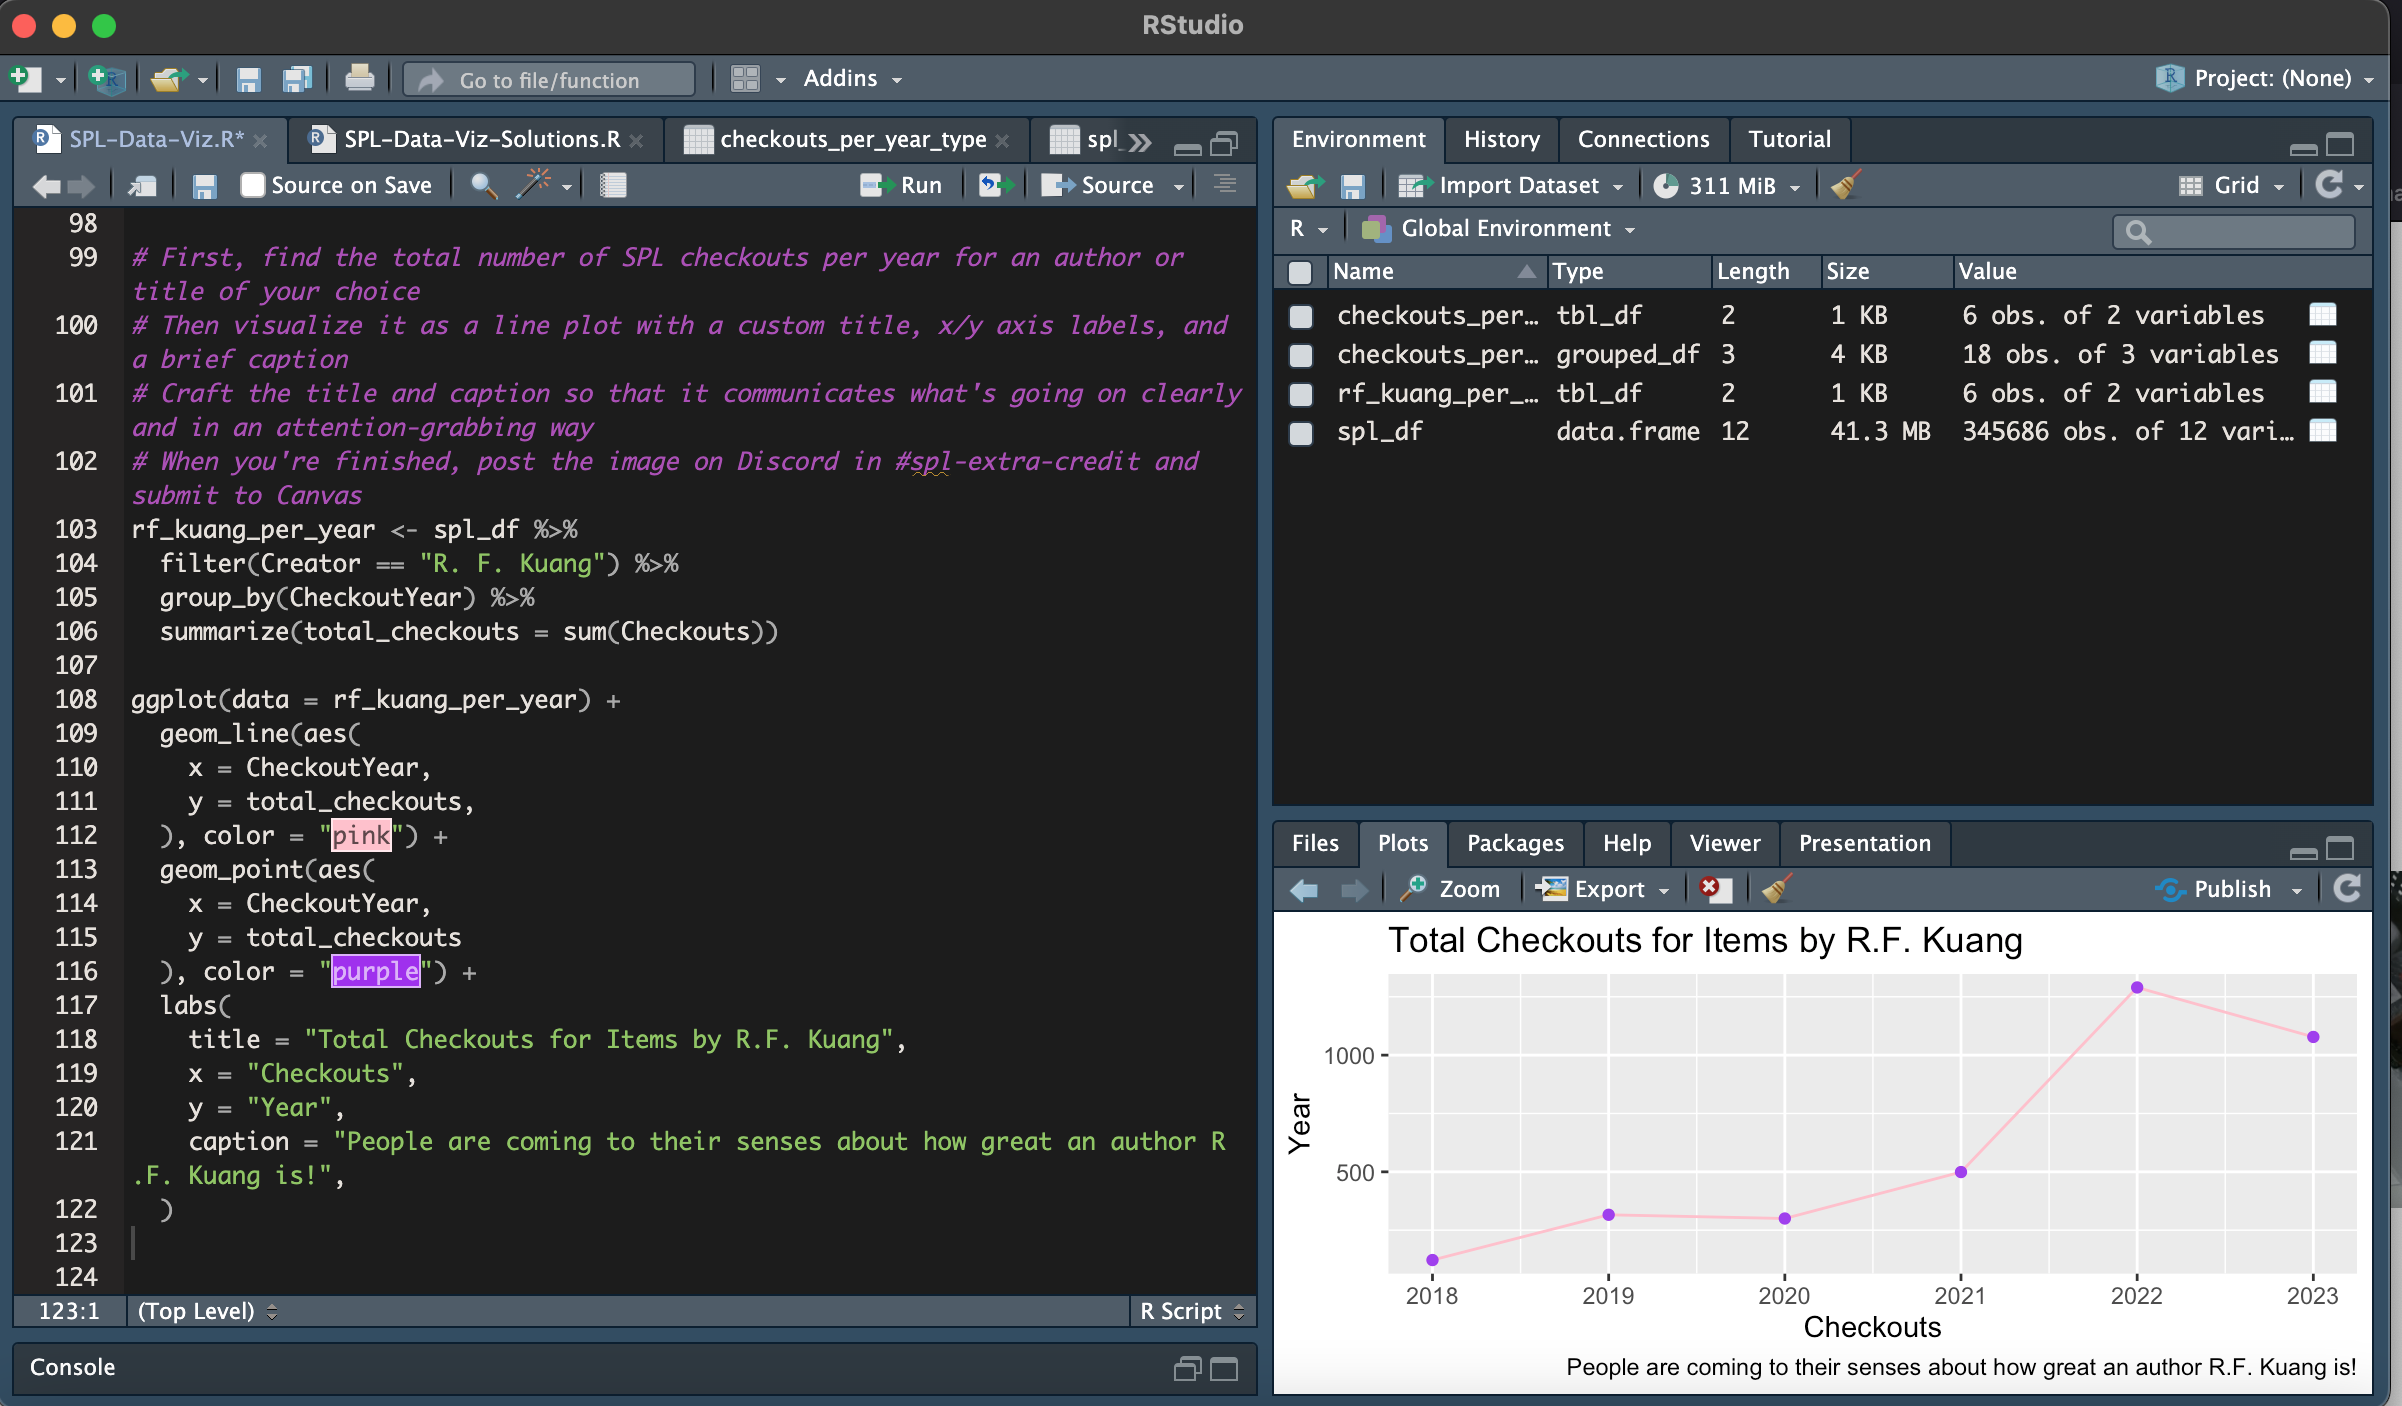 RStudio
Go to file/function
Addins
Project: (None)
SPL-Data-Viz.R*
SPL-Data-Viz-Solutions.R
checkouts_per_year_type
spl_
Source on Save
Run
Source
98
99 # First, find the total number of SPL checkouts per year for an author or
title of your choice
100 # Then visualize it as a line plot with a custom title, x/y axis labels, and
a brief caption
101 # Craft the title and caption so that it communicates what's going on clearly
and in an attention-grabbing way
102 # When you're finished, post the image on Discord in #spl-extra-credit and
submit to Canvas
103 rf_kuang_per_year <- spl_df %>%
104 filter(Creator == "R. F. Kuang") %>%
105 group_by(CheckoutYear) %>%
106 summarize(total_checkouts = sum(Checkouts))
107
108 ggplot(data = rf_kuang_per_year) +
109 geom_line(aes(
110 x = CheckoutYear,
111 y = total_checkouts,
112 ), color = "pink") +
113 geom_point(aes(
114 x = CheckoutYear,
115 y = total_checkouts
116 ), color = "purple") +
117 labs(
118 title = "Total Checkouts for Items by R.F. Kuang",
119 x = "Checkouts",
120 y = "Year",
121 caption = "People are coming to their senses about how great an author R
.F. Kuang is!",
122 )
123
124
123:1 (Top Level) R Script
Console
Environment History Connections Tutorial
Import Dataset 311 MiB Grid
R Global Environment
Name Type Length Size Value
checkouts_per… tbl_df 2 1 KB 6 obs. of 2 variables
checkouts_per… grouped_df 3 4 KB 18 obs. of 3 variables
rf_kuang_per_… tbl_df 2 1 KB 6 obs. of 2 variables
spl_df data.frame 12 41.3 MB 345686 obs. of 12 vari…
Files Plots Packages Help Viewer Presentation
Zoom Export Publish
Total Checkouts for Items by R.F. Kuang
1000
500
Year
2018 2019 2020 2021 2022 2023
Checkouts
People are coming to their senses about how great an author R.F. Kuang is!